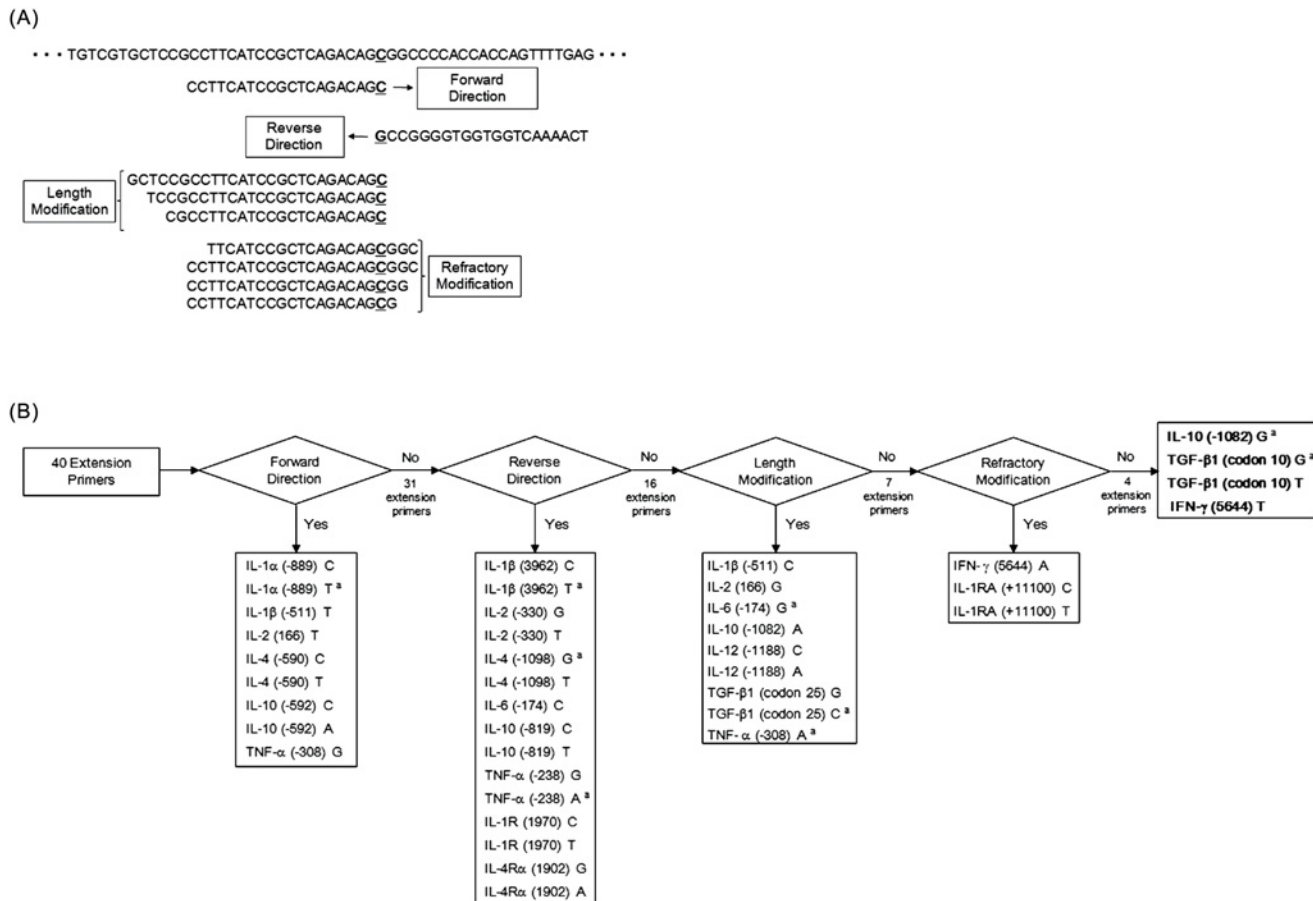 (A)
· · · TGTCGTGCTCCGCCTTCATCCGCTCAGACAGCGGCCCCACCACCAGTTTTGAG · · ·
CCTTCATCCGCTCAGACAGC
Forward
Direction
Reverse
Direction
GCCGGGGTGGTGGTCAAAACT
Length
Modification
GCTCCGCCTTCATCCGCTCAGACAGC
TCCGCCTTCATCCGCTCAGACAGC
CGCCTTCATCCGCTCAGACAGC
TTCATCCGCTCAGACAGCGGC
CCTTCATCCGCTCAGACAGCGGC
CCTTCATCCGCTCAGACAGCGG
CCTTCATCCGCTCAGACAGCG
Refractory
Modification
(B)
40 Extension
Primers
Forward
Direction
No
31
extension
primers
Reverse
Direction
No
16
extension
primers
Length
Modification
No
7
extension
primers
Refractory
Modification
No
4
extension
primers
IL-10 (-1082) G a
TGF-β1 (codon 10) G a
TGF-β1 (codon 10) T
IFN-γ (5644) T
Yes
IL-1α (-889) C
IL-1α (-889) T a
IL-1β (-511) T
IL-2 (166) T
IL-4 (-590) C
IL-4 (-590) T
IL-10 (-592) C
IL-10 (-592) A
TNF-α (-308) G
Yes
IL-1β (3962) C
IL-1β (3962) T a
IL-2 (-330) G
IL-2 (-330) T
IL-4 (-1098) G a
IL-4 (-1098) T
IL-6 (-174) C
IL-10 (-819) C
IL-10 (-819) T
TNF-α (-238) G
TNF-α (-238) A a
IL-1R (1970) C
IL-1R (1970) T
IL-4Rα (1902) G
IL-4Rα (1902) A
Yes
IL-1β (-511) C
IL-2 (166) G
IL-6 (-174) G a
IL-10 (-1082) A
IL-12 (-1188) C
IL-12 (-1188) A
TGF-β1 (codon 25) G
TGF-β1 (codon 25) C a
TNF-α (-308) A a
Yes
IFN-γ (5644) A
IL-1RA (+11100) C
IL-1RA (+11100) T